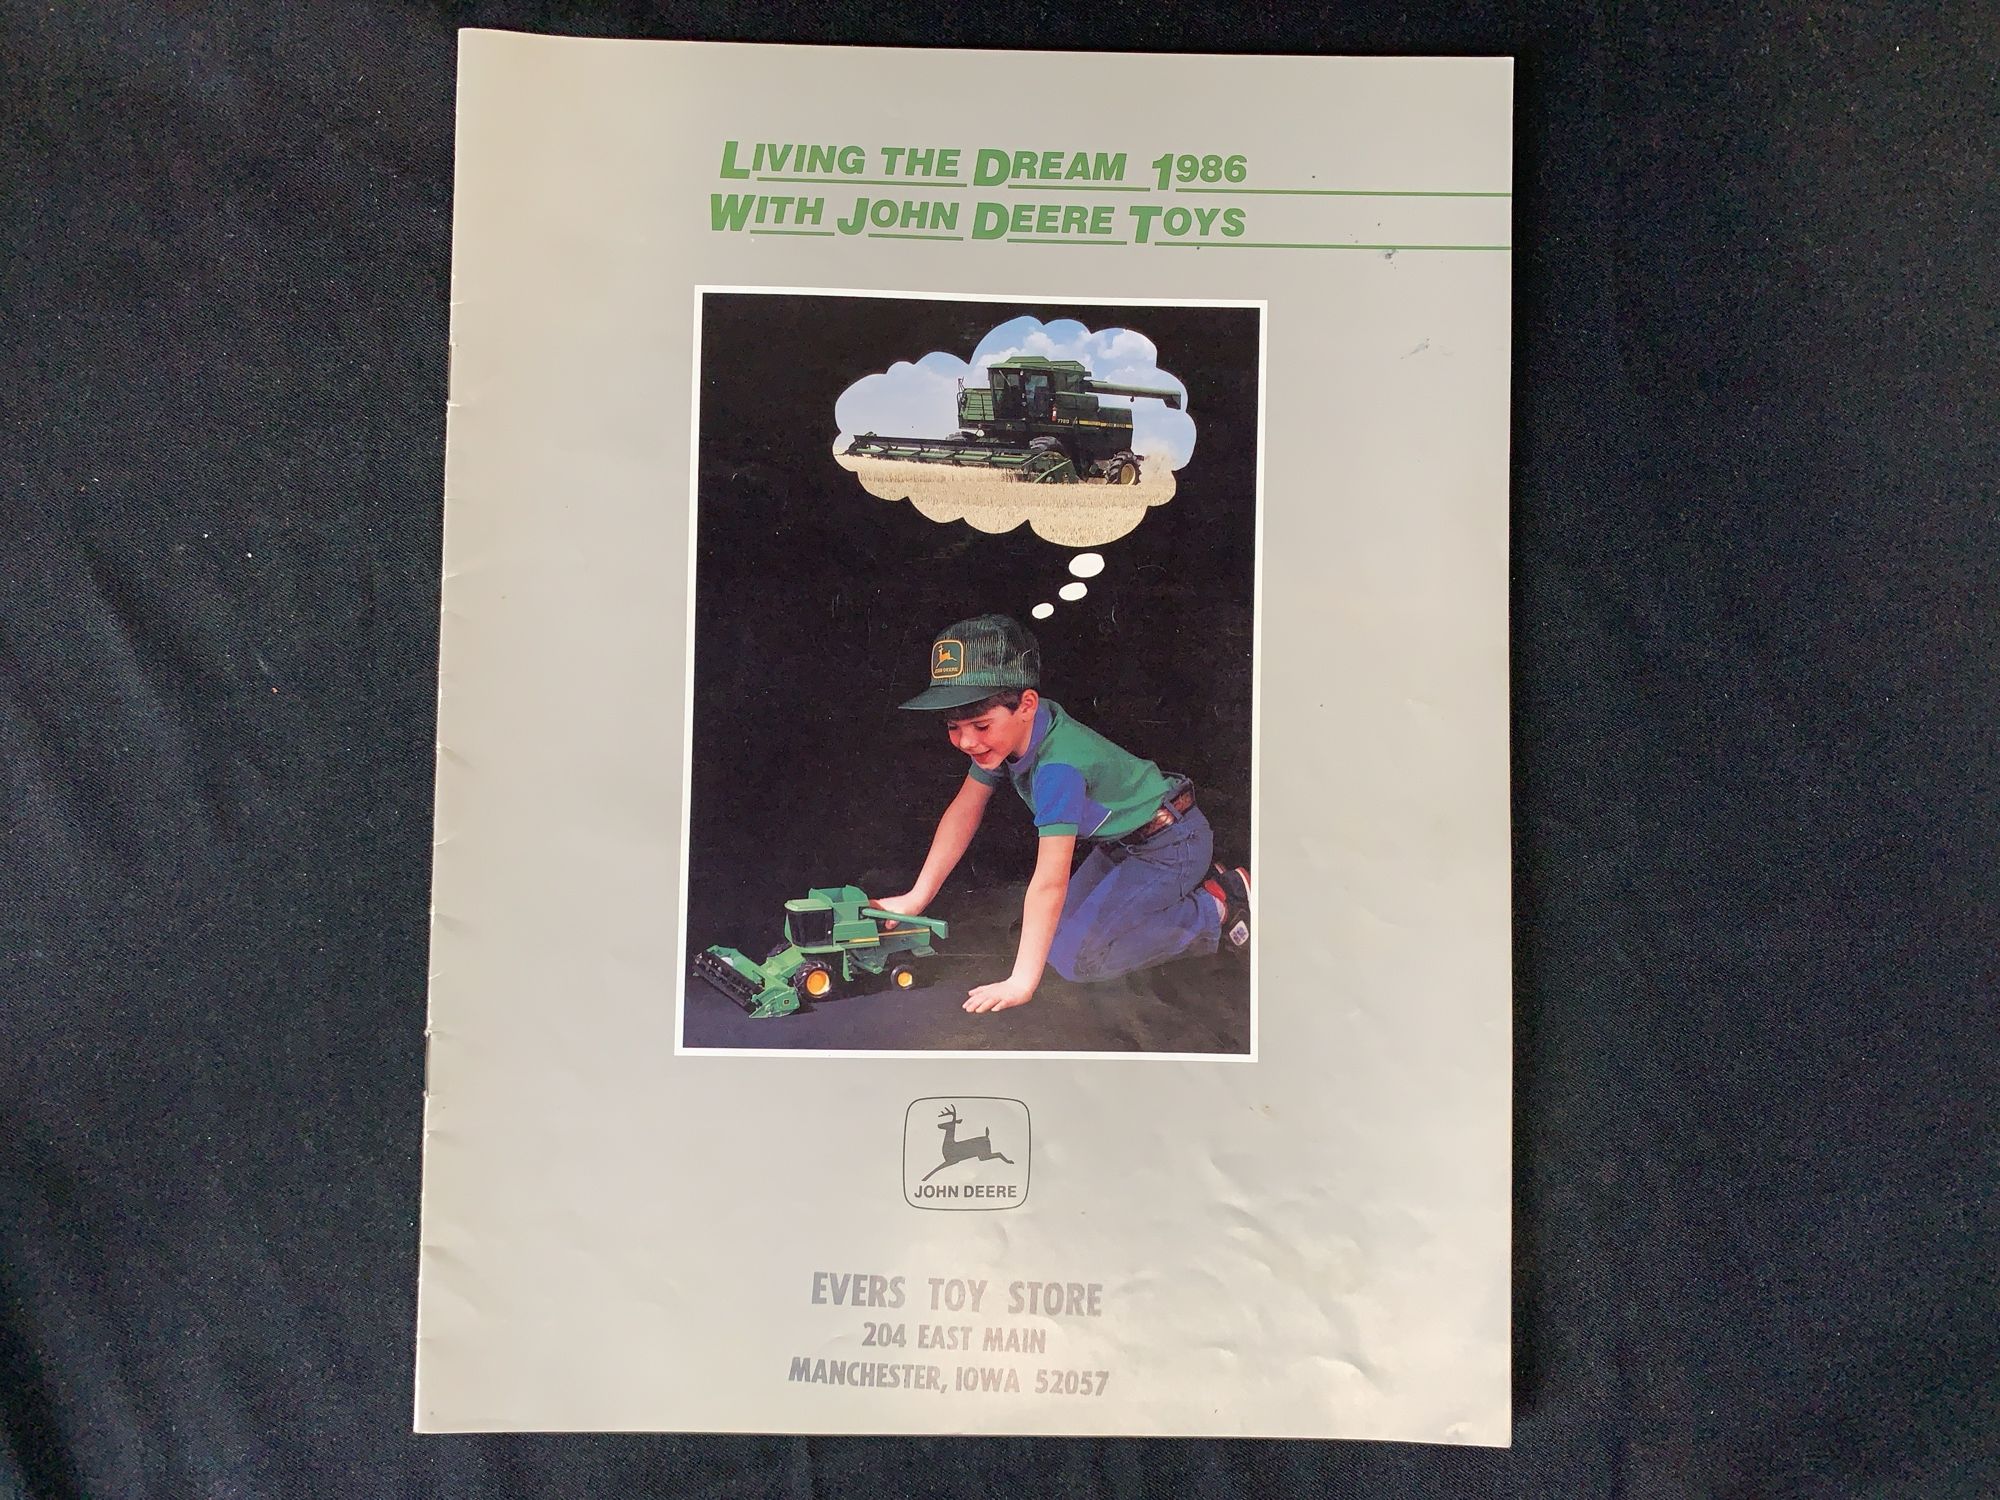 LIVING THE DREAM 1986
WITH JOHN DEERE TOYS
7720
JOHN DEERE
JOHN DEERE
EVERS TOY STORE
204 EAST MAIN
MANCHESTER, IOWA 52057